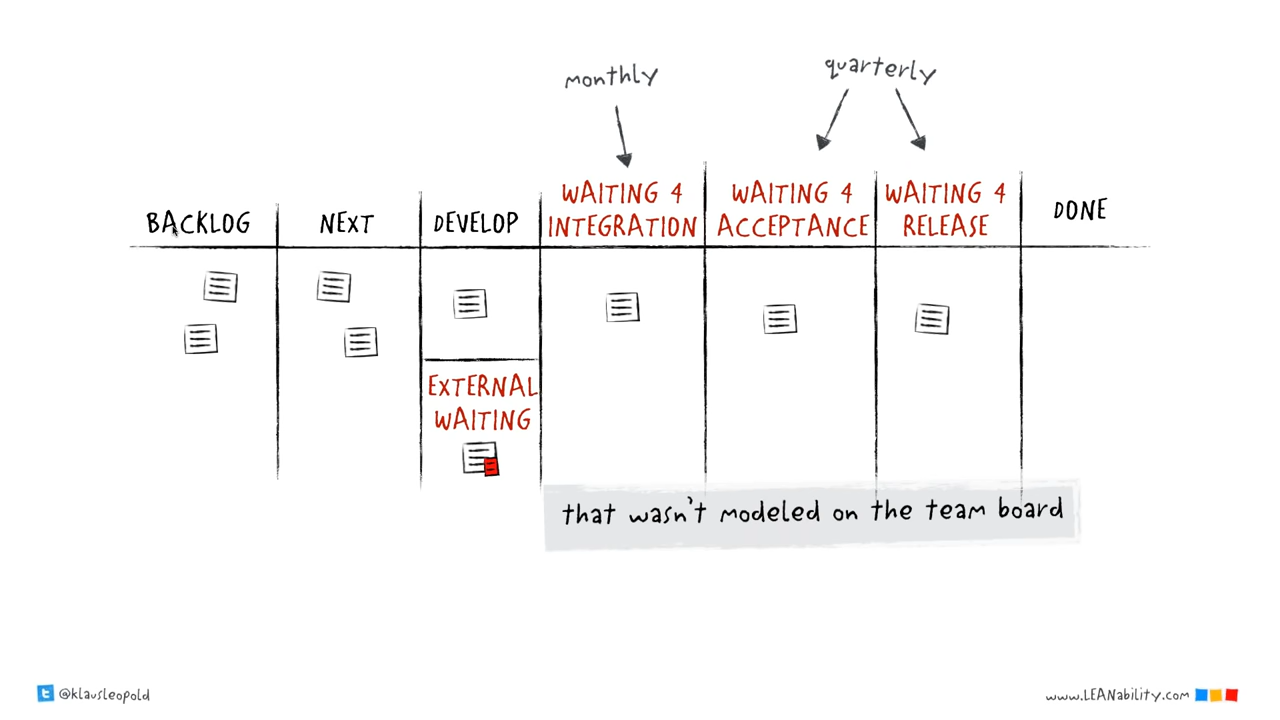 monthly
quarterly
BACKLOG
NEXT
DEVELOP
WAITING 4
INTEGRATION
WAITING 4
ACCEPTANCE
WAITING 4
RELEASE
DONE
EXTERNAL
WAITING
that wasn't modeled on the team board
@klausleopold
www.LEANability.com